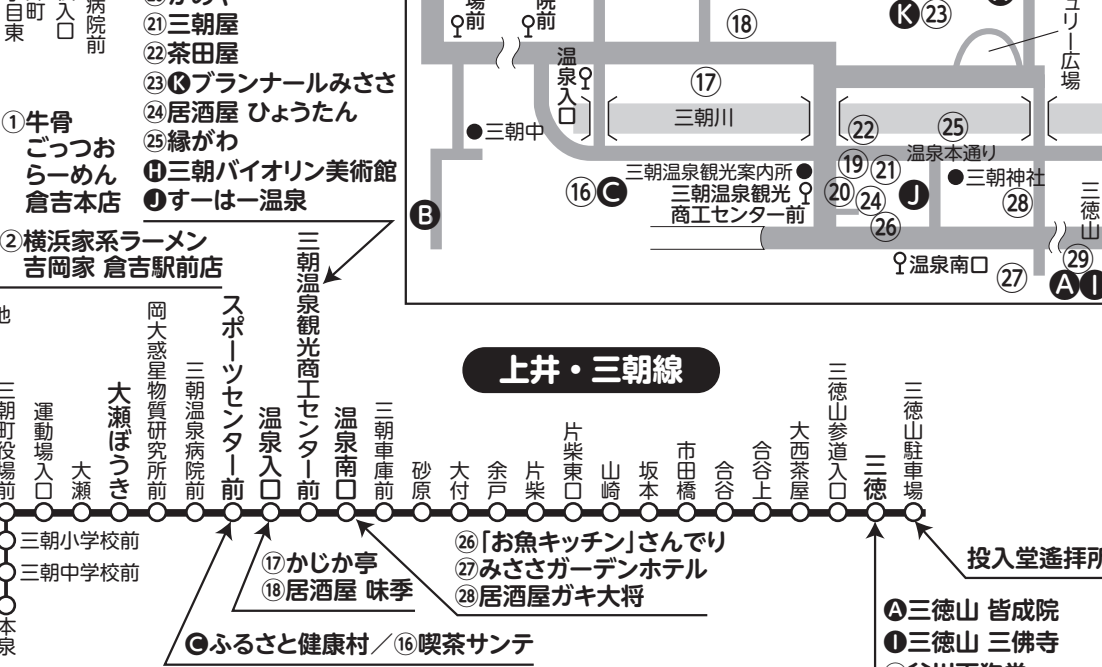 病院前
入口
町
目東
㉑三朝屋
㉒茶田屋
㉓Ⓚブランナールみささ
㉔居酒屋 ひょうたん
㉕縁がわ
Ⓗ三朝バイオリン美術館
Ⓙすーはー温泉
①牛骨
ごっつお
らーめん
倉吉本店
②横浜家系ラーメン
吉岡家 倉吉駅前店
場前
院前
⑱
Ⓚ㉓
ュリー広場
温泉入口
⑰
三朝川
三朝中
㉒
㉕
温泉本通り
三朝温泉観光案内所
⑲
㉑
三朝神社
⑯Ⓒ
三朝温泉観光
商工センター前
⑳
㉔
Ⓙ
㉘
三徳山
Ⓑ
㉖
温泉南口
㉗
㉙
ⒶⒾ
上井・三朝線
三朝町役場前
運動場入口
大瀬
大瀬ぼうき
岡大惑星物質研究所前
三朝温泉病院前
スポーツセンター前
温泉入口
三朝温泉観光商工センター前
温泉南口
三朝車庫前
砂原
大付
余戸
片柴
片柴東口
山崎
坂本
市田橋
合谷
合谷上
大西茶屋
三徳山参道入口
三徳
三徳山駐車場
三朝小学校前
三朝中学校前
本泉
⑰かじか亭
⑱居酒屋 味季
㉖「お魚キッチン」さんでり
㉗みささガーデンホテル
㉘居酒屋ガキ大将
Ⓒふるさと健康村／⑯喫茶サンテ
投入堂遙拝所
Ⓐ三徳山 皆成院
Ⓘ三徳山 三佛寺